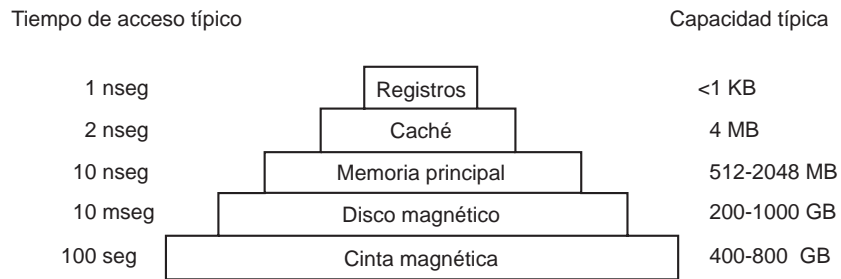 Tiempo de acceso típico Capacidad típica
1 nseg Registros <1 KB
2 nseg Caché 4 MB
10 nseg Memoria principal 512-2048 MB
10 mseg Disco magnético 200-1000 GB
100 seg Cinta magnética 400-800 GB